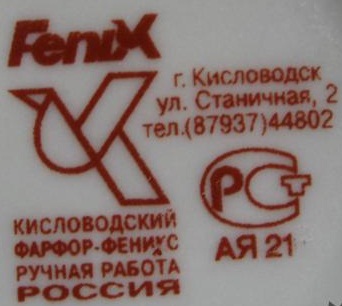 Fenix
г. Кисловодск
ул. Станичная, 2
тел.(87937)44802
РСТ
АЯ 21
КИСЛОВОДСКИЙ
ФАРФОР-ФЕНИКС
РУЧНАЯ РАБОТА
РОССИЯ